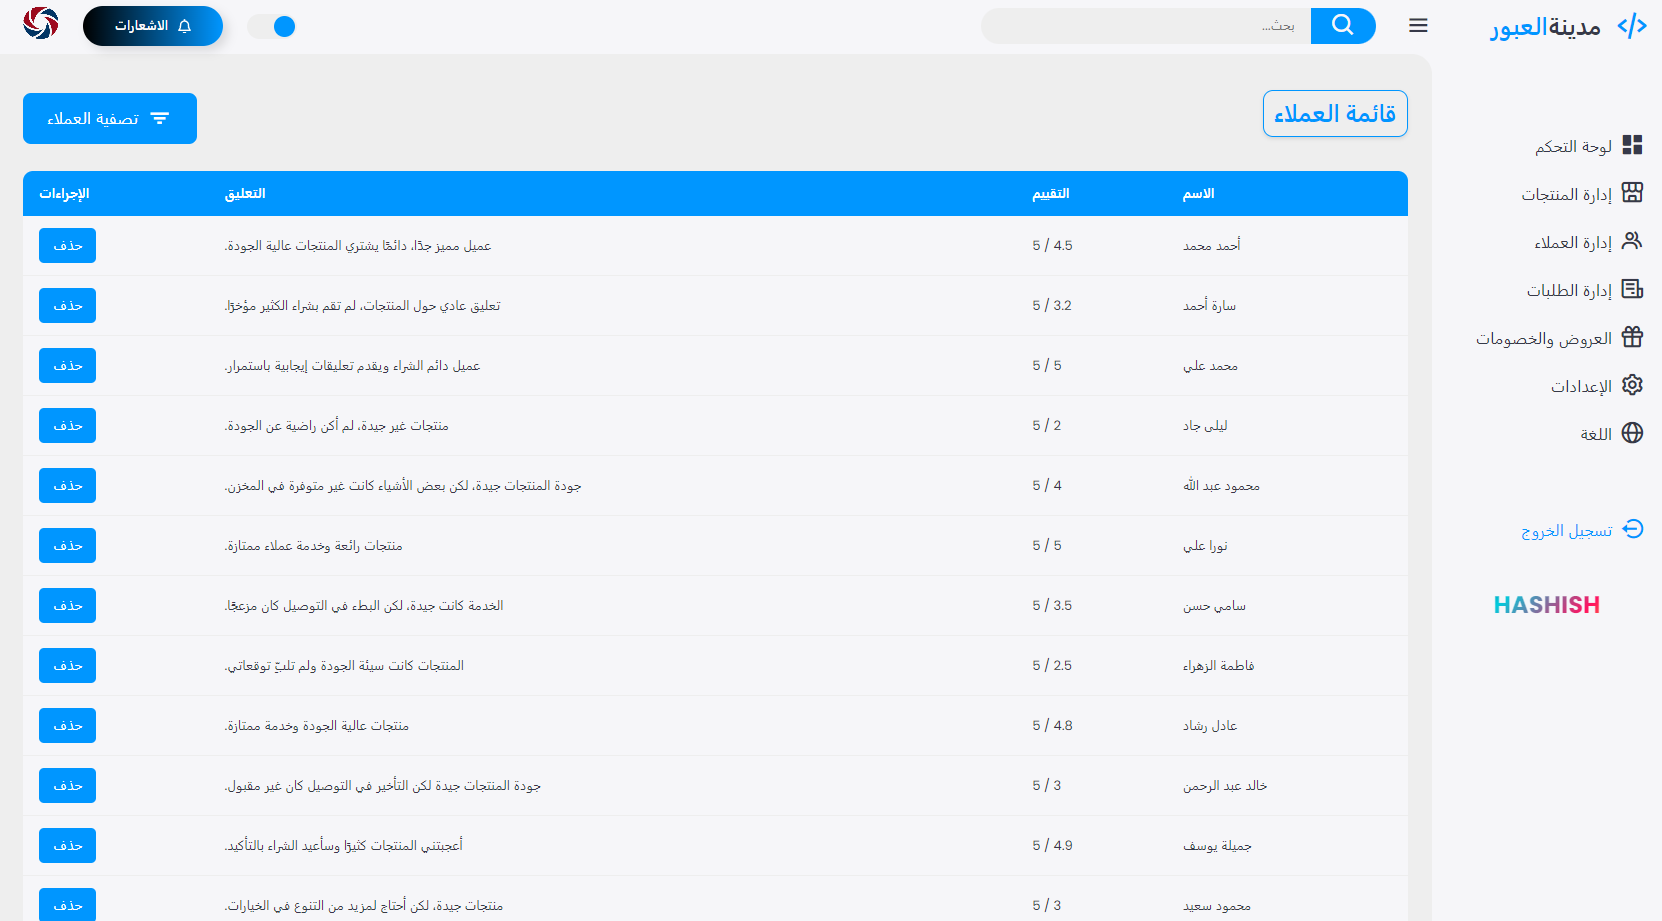 مدينةالعبور
بحث...
الاشعارات
لوحة التحكم
إدارة المنتجات
إدارة العملاء
إدارة الطلبات
العروض والخصومات
الإعدادات
اللغة
تسجيل الخروج
HASHISH
قائمة العملاء
تصفية العملاء
الاسم التقييم التعليق الإجراءات
أحمد محمد 4.5 / 5 عميل مميز جدًا، دائمًا يشتري المنتجات عالية الجودة. حذف
سارة أحمد 3.2 / 5 تعليق عادي حول المنتجات، لم تقم بشراء الكثير مؤخرًا. حذف
محمد علي 5 / 5 عميل دائم الشراء ويقدم تعليقات إيجابية باستمرار. حذف
ليلى جاد 2 / 5 منتجات غير جيدة، لم أكن راضية عن الجودة. حذف
محمود عبد الله 4 / 5 جودة المنتجات جيدة، لكن بعض الأشياء كانت غير متوفرة في المخزن. حذف
نورا علي 5 / 5 منتجات رائعة وخدمة عملاء ممتازة. حذف
سامي حسن 3.5 / 5 الخدمة كانت جيدة، لكن البطء في التوصيل كان مزعجًا. حذف
فاطمة الزهراء 2.5 / 5 المنتجات كانت سيئة الجودة ولم تلبّ توقعاتي. حذف
عادل رشاد 4.8 / 5 منتجات عالية الجودة وخدمة ممتازة. حذف
خالد عبد الرحمن 3 / 5 جودة المنتجات جيدة لكن التأخير في التوصيل كان غير مقبول. حذف
جميلة يوسف 4.9 / 5 أعجبتني المنتجات كثيرًا وسأعيد الشراء بالتأكيد. حذف
محمود سعيد 3 / 5 منتجات جيدة، لكن أحتاج لمزيد من التنوع في الخيارات. حذف